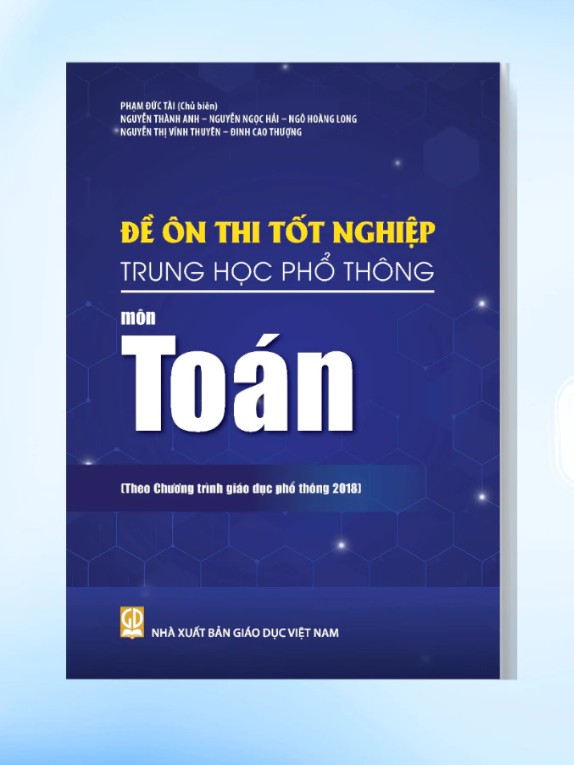 PHẠM ĐỨC TÀI (Chủ biên)
NGUYỄN THÀNH ANH – NGUYỄN NGỌC HẢI – NGÔ HOÀNG LONG
NGUYỄN THỊ VĨNH THUYÊN – ĐINH CAO THƯỢNG
ĐỀ ÔN THI TỐT NGHIỆP
TRUNG HỌC PHỔ THÔNG
môn
Toán
(Theo Chương trình giáo dục phổ thông 2018)
GD
NHÀ XUẤT BẢN GIÁO DỤC VIỆT NAM